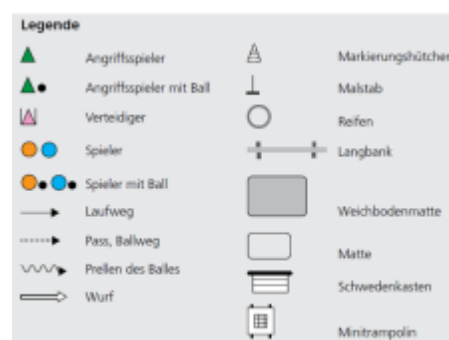 Legende
Angriffsspieler
Angriffsspieler mit Ball
Verteidiger
Spieler
Spieler mit Ball
Laufweg
Pass, Ballweg
Prellen des Balles
Wurf
Markierungshütchen
Malstab
Reifen
Langbank
Weichbodenmatte
Matte
Schwedenkasten
Minitrampolin